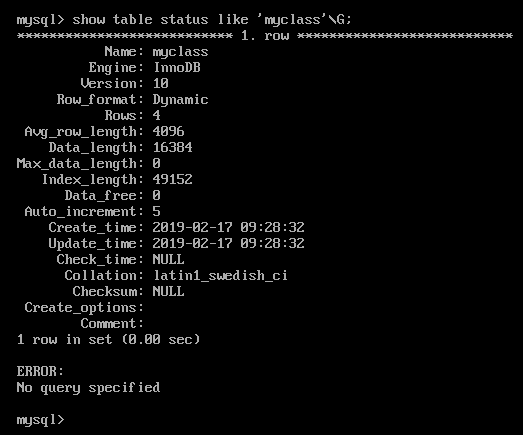 mysql> show table status like 'myclass'\G;
*************************** 1. row ***************************
Name: myclass
Engine: InnoDB
Version: 10
Row_format: Dynamic
Rows: 4
Avg_row_length: 4096
Data_length: 16384
Max_data_length: 0
Index_length: 49152
Data_free: 0
Auto_increment: 5
Create_time: 2019-02-17 09:28:32
Update_time: 2019-02-17 09:28:32
Check_time: NULL
Collation: latin1_swedish_ci
Checksum: NULL
Create_options:
Comment:
1 row in set (0.00 sec)
ERROR:
No query specified
mysql>